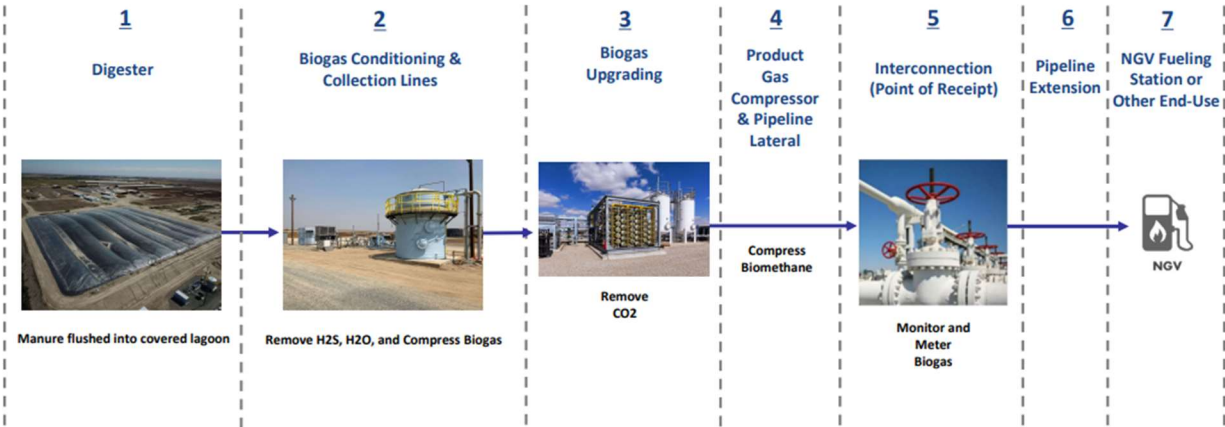 1
Digester
Manure flushed into covered lagoon
2
Biogas Conditioning &
Collection Lines
Remove H2S, H2O, and Compress Biogas
3
Biogas
Upgrading
Remove
CO2
4
Product
Gas
Compressor
& Pipeline
Lateral
Compress
Biomethane
5
Interconnection
(Point of Receipt)
Monitor and
Meter
Biogas
6
Pipeline
Extension
7
NGV Fueling
Station or
Other End-Use
NGV